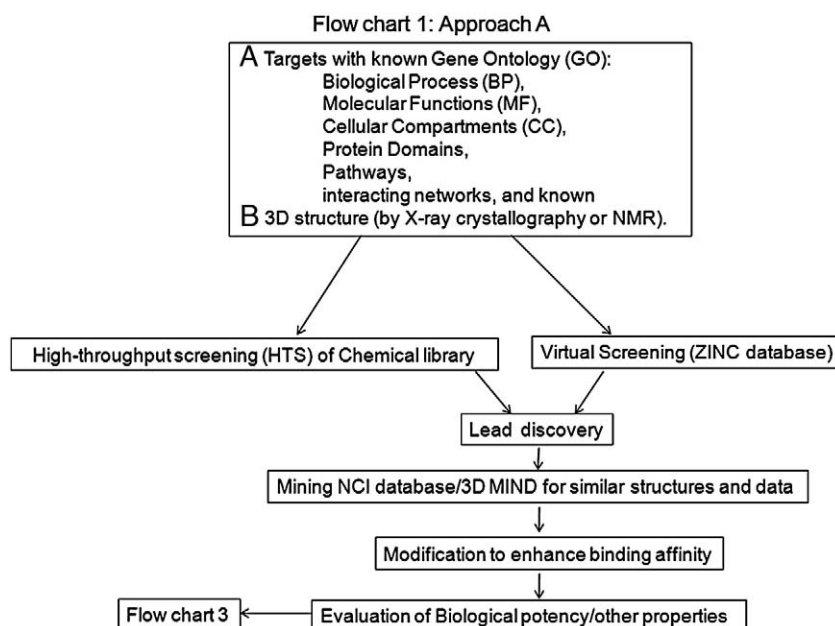 Flow chart 1: Approach A
A Targets with known Gene Ontology (GO):
Biological Process (BP),
Molecular Functions (MF),
Cellular Compartments (CC),
Protein Domains,
Pathways,
interacting networks, and known
B 3D structure (by X-ray crystallography or NMR).
High-throughput screening (HTS) of Chemical library
Virtual Screening (ZINC database)
Lead discovery
Mining NCI database/3D MIND for similar structures and data
Modification to enhance binding affinity
Flow chart 3
Evaluation of Biological potency/other properties